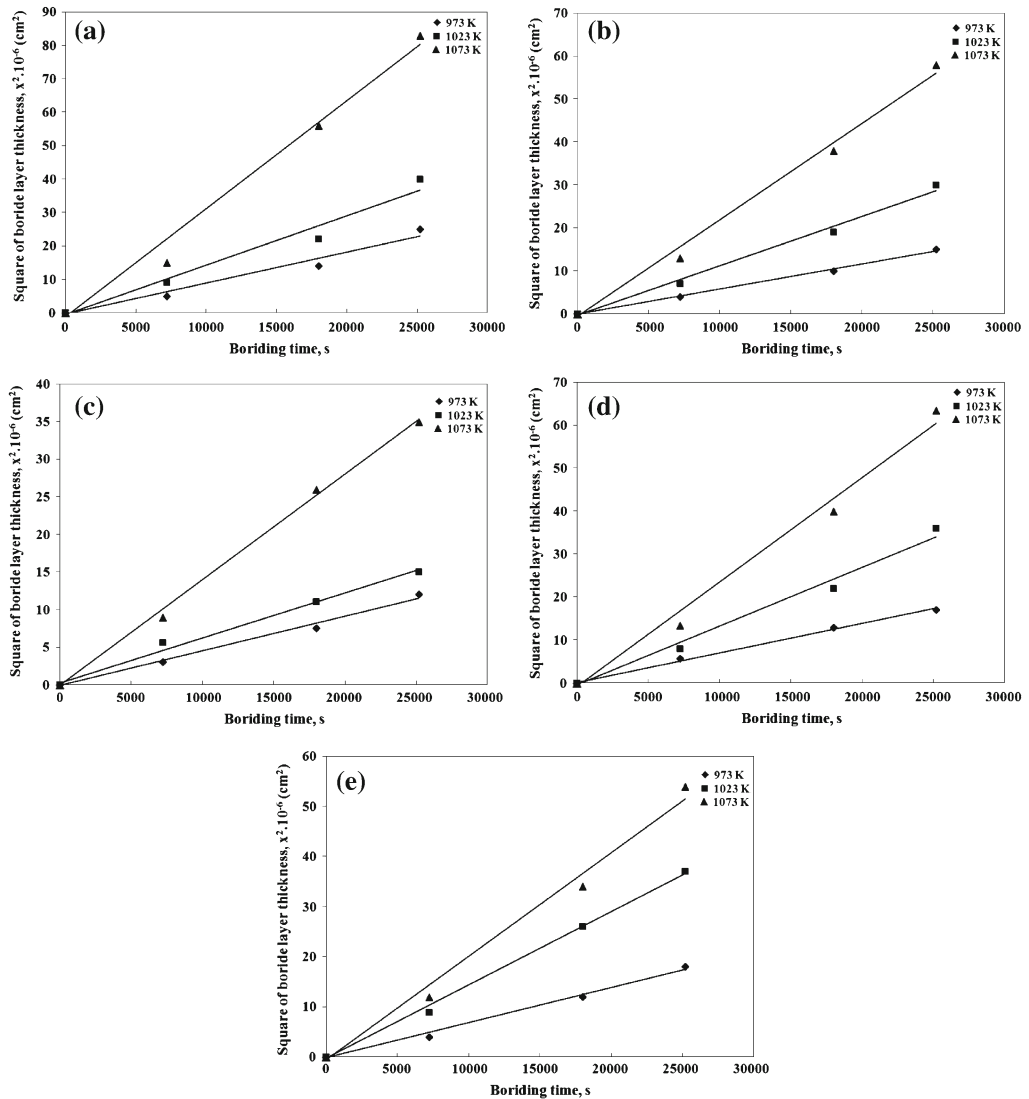 (a)
973 K
1023 K
1073 K
Square of boride layer thickness, x².10⁻⁶ (cm²)
90
80
70
60
50
40
30
20
10
0
0 5000 10000 15000 20000 25000 30000
Boriding time, s
(b)
973 K
1023 K
1073 K
Square of boride layer thickness, x².10⁻⁶ (cm²)
70
60
50
40
30
20
10
0
0 5000 10000 15000 20000 25000 30000
Boriding time, s
(c)
973 K
1023 K
1073 K
Square of boride layer thickness, x².10⁻⁶ (cm²)
40
35
30
25
20
15
10
5
0
0 5000 10000 15000 20000 25000 30000
Boriding time, s
(d)
973 K
1023 K
1073 K
Square of boride layer thickness, x².10⁻⁶ (cm²)
70
60
50
40
30
20
10
0
0 5000 10000 15000 20000 25000 30000
Boriding time, s
(e)
973 K
1023 K
1073 K
Square of boride layer thickness, x².10⁻⁶ (cm²)
60
50
40
30
20
10
0
0 5000 10000 15000 20000 25000 30000
Boriding time, s